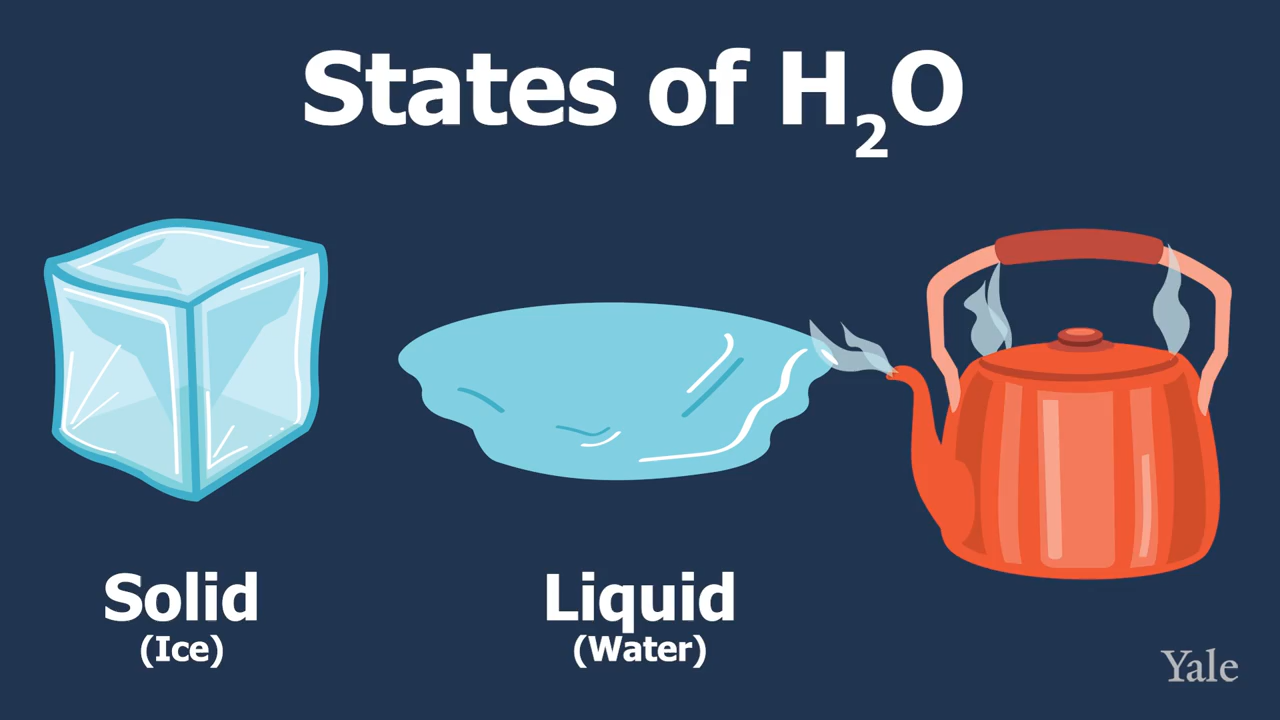 States of H₂O
Solid
(Ice)
Liquid
(Water)
Yale